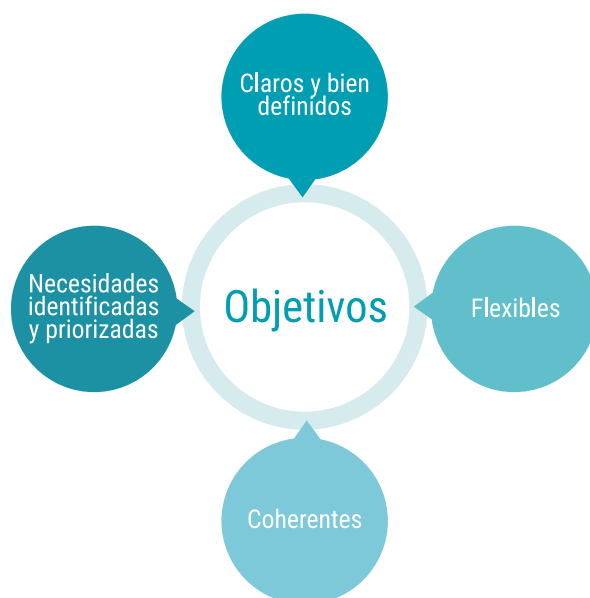 Claros y bien
definidos
Necesidades
identificadas
y priorizadas
Objetivos
Flexibles
Coherentes